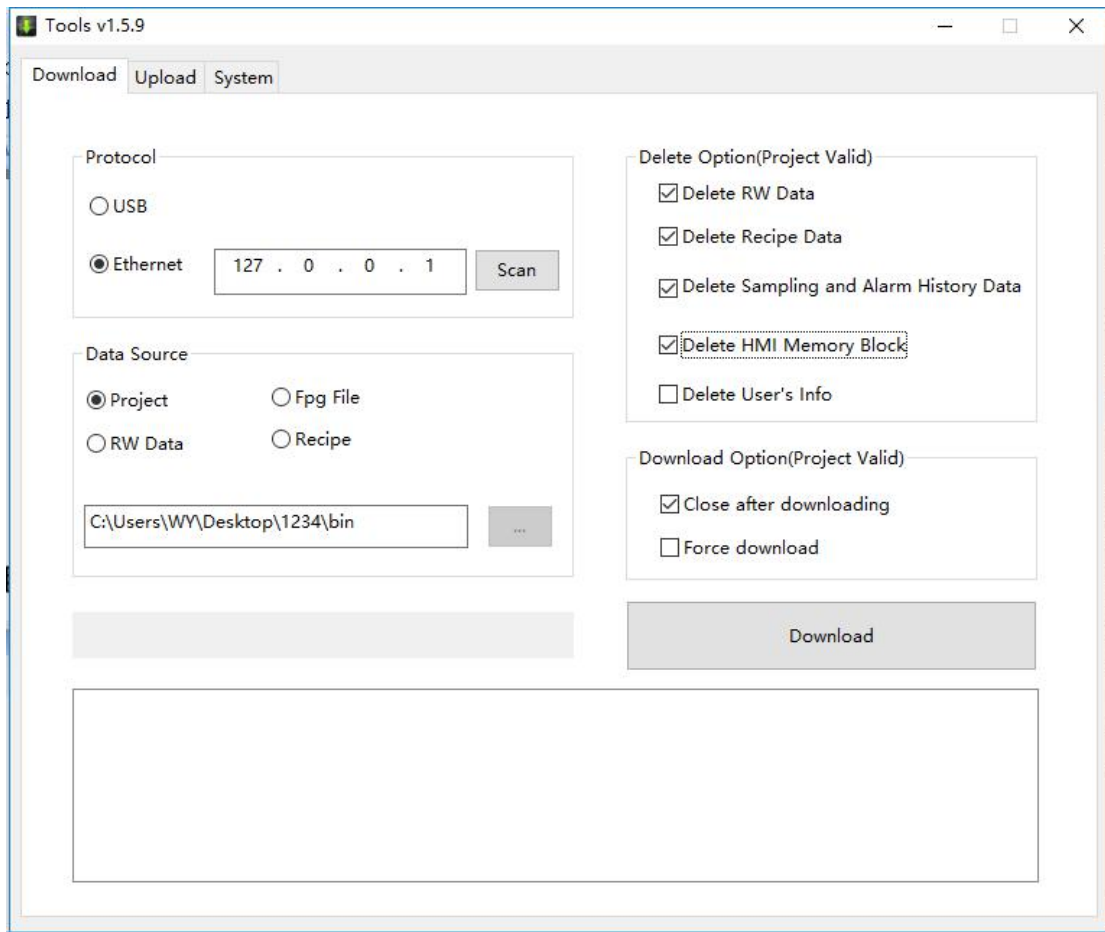 Tools v1.5.9
Download Upload System
Protocol
USB
Ethernet 127 . 0 . 0 . 1 Scan
Data Source
Project Fpg File
RW Data Recipe
C:\Users\WY\Desktop\1234\bin ...
Delete Option(Project Valid)
Delete RW Data
Delete Recipe Data
Delete Sampling and Alarm History Data
Delete HMI Memory Block
Delete User's Info
Download Option(Project Valid)
Close after downloading
Force download
Download